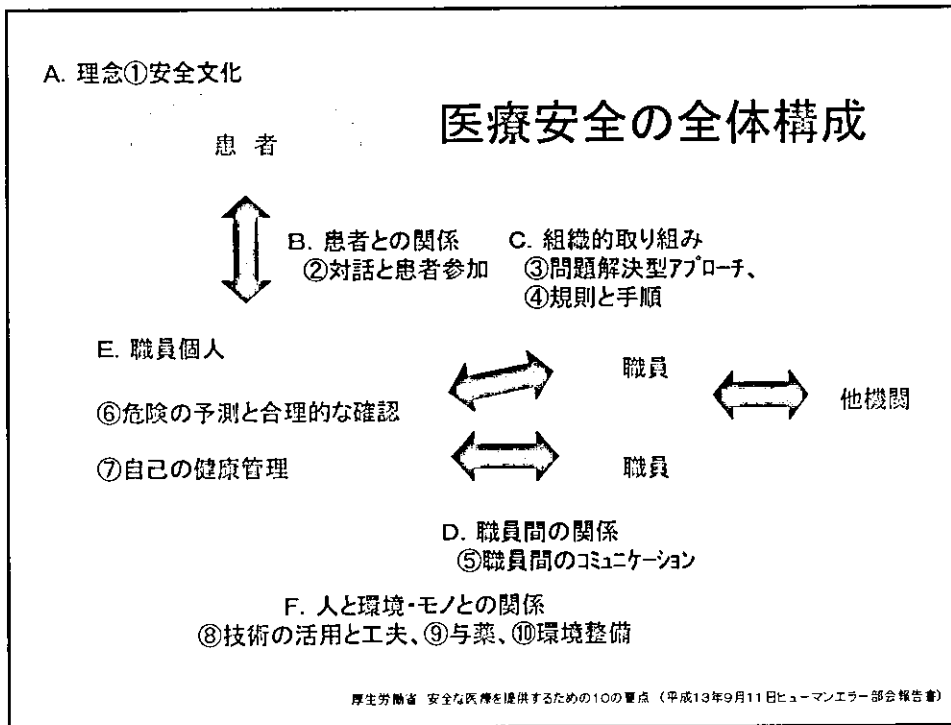 A. 理念①安全文化
医療安全の全体構成
患者
B. 患者との関係
②対話と患者参加
C. 組織的取り組み
③問題解決型アプローチ、
④規則と手順
E. 職員個人
⑥危険の予測と合理的な確認
⑦自己の健康管理
職員
他機関
職員
D. 職員間の関係
⑤職員間のコミュニケーション
F. 人と環境・モノとの関係
⑧技術の活用と工夫、⑨与薬、⑩環境整備
厚生労働省 安全な医療を提供するための10の要点 (平成13年9月11日ヒューマンエラー部会報告書)